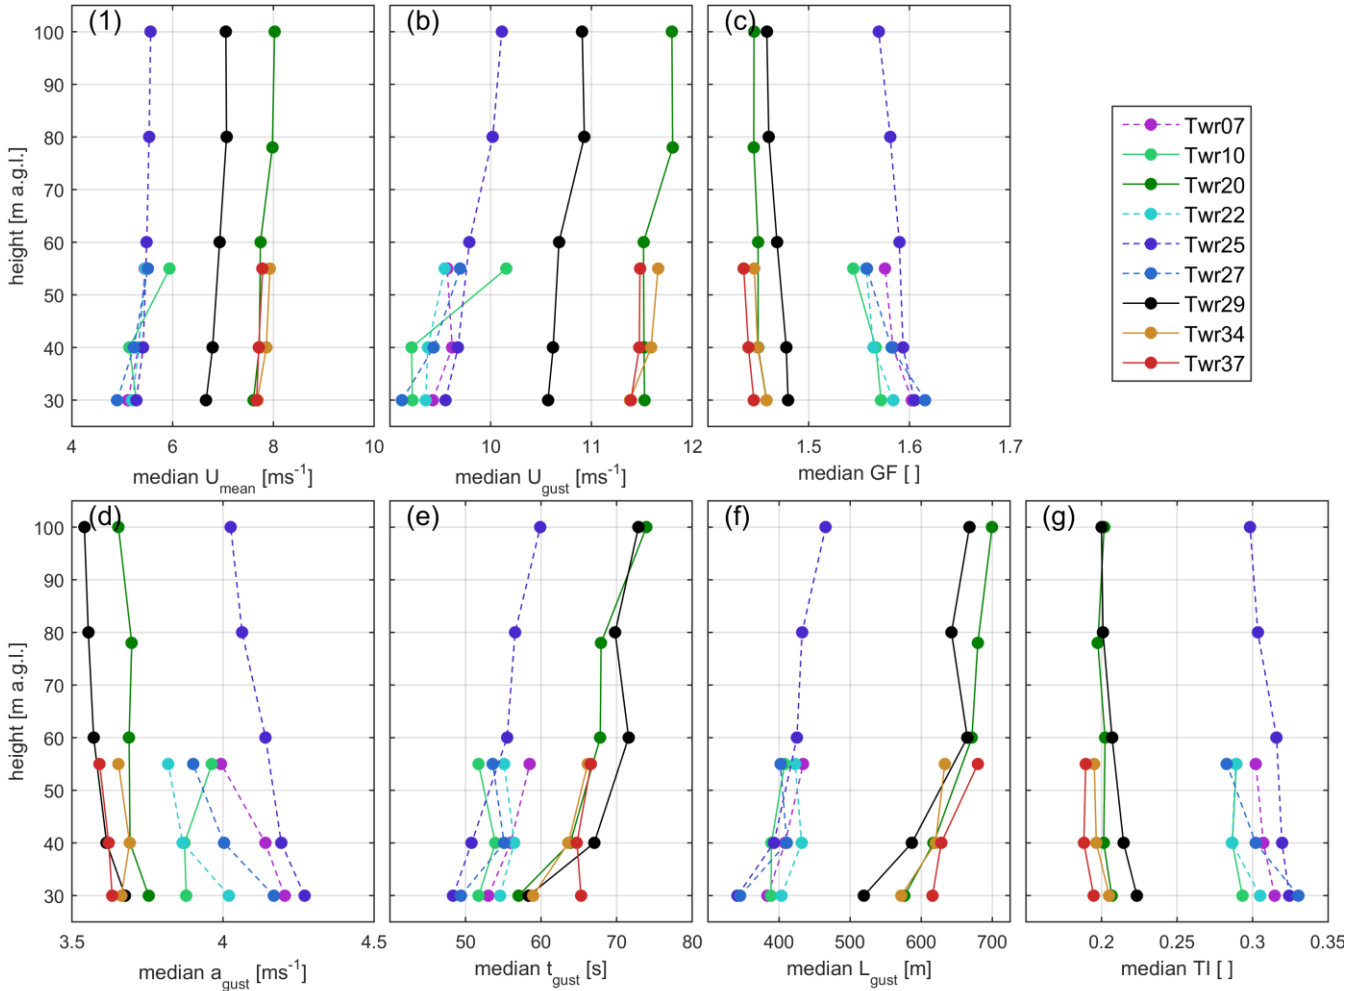 (1)
(b)
(c)
100
90
80
70
60
50
40
30
height [m a.g.l.]
4 6 8 10
10 11 12
1.5 1.6 1.7
median U_mean [ms^-1]
median U_gust [ms^-1]
median GF [ ]
Twr07
Twr10
Twr20
Twr22
Twr25
Twr27
Twr29
Twr34
Twr37
(d)
(e)
(f)
(g)
100
90
80
70
60
50
40
30
height [m a.g.l.]
3.5 4 4.5
50 60 70 80
400 500 600 700
0.2 0.25 0.3 0.35
median a_gust [ms^-1]
median t_gust [s]
median L_gust [m]
median TI [ ]